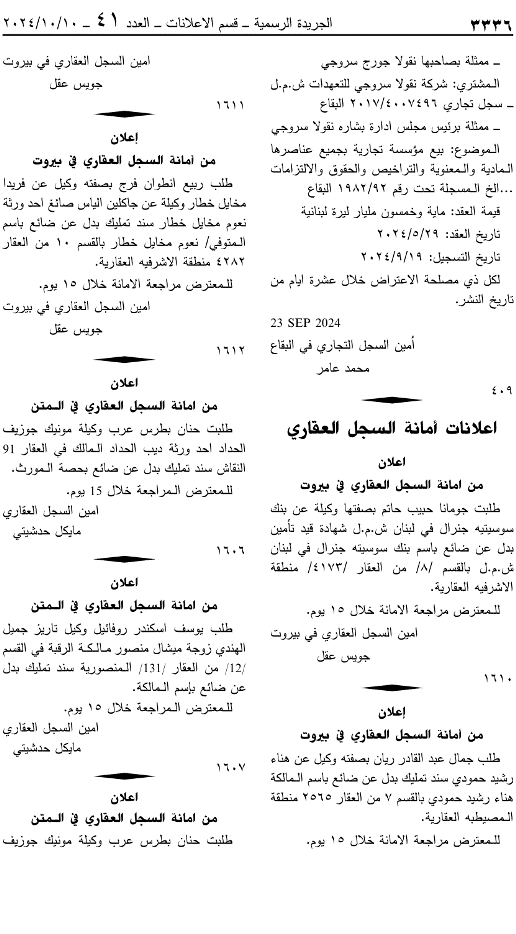 ٣٣٣٦
الجريدة الرسمية ــ قسم الاعلانات ــ العدد ٤١ ــ ٢٠٢٤/١٠/١٠
ــ ممثلة بصاحبها نقولا جورج سروجي
المشتري: شركة نقولا سروجي للتعهدات ش.م.ل
ــ سجل تجاري ٢٠١٧/٤٠٠٧٤٩٦ البقاع
ــ ممثلة برئيس مجلس ادارة بشاره نقولا سروجي
الموضوع: بيع مؤسسة تجارية بجميع عناصرها
المادية والمعنوية والتراخيص والحقوق والالتزامات
...الخ المسجلة تحت رقم ١٩٨٢/٩٢ البقاع
قيمة العقد: ماية وخمسون مليار ليرة لبنانية
تاريخ العقد: ٢٠٢٤/٥/٢٩
تاريخ التسجيل: ٢٠٢٤/٩/١٩
لكل ذي مصلحة الاعتراض خلال عشرة ايام من
تاريخ النشر.
23 SEP 2024
أمين السجل التجاري في البقاع
محمد عامر
٤٠٩
اعلانات أمانة السجل العقاري
اعلان
من امانة السجل العقاري في بيروت
طلبت جومانا حبيب حاتم بصفتها وكيلة عن بنك
سوسيتيه جنرال في لبنان ش.م.ل شهادة قيد تأمين
بدل عن ضائع باسم بنك سوسيته جنرال في لبنان
ش.م.ل بالقسم /٨/ من العقار /٤١٧٣/ منطقة
الاشرفيه العقارية.
للمعترض مراجعة الامانة خلال ١٥ يوم.
امين السجل العقاري في بيروت
جويس عقل
١٦١٠
إعلان
من أمانة السجل العقاري في بيروت
طلب جمال عبد القادر ريان بصفته وكيل عن هناء
رشيد حمودي سند تمليك بدل عن ضائع باسم المالكة
هناء رشيد حمودي بالقسم ٧ من العقار ٢٥٦٥ منطقة
المصيطبه العقارية.
للمعترض مراجعة الامانة خلال ١٥ يوم.
امين السجل العقاري في بيروت
جويس عقل
١٦١١
إعلان
من أمانة السجل العقاري في بيروت
طلب ربيع انطوان فرح بصفته وكيل عن فريدا
مخايل خطار وكيلة عن جاكلين الياس صائغ احد ورثة
نعوم مخايل خطار سند تمليك بدل عن ضائع باسم
المتوفي/ نعوم مخايل خطار بالقسم ١٠ من العقار
٤٢٨٢ منطقة الاشرفيه العقارية.
للمعترض مراجعة الامانة خلال ١٥ يوم.
امين السجل العقاري في بيروت
جويس عقل
١٦١٢
اعلان
من امانة السجل العقاري في المتن
طلبت حنان بطرس عرب وكيلة مونيك جوزيف
الحداد احد ورثة ديب الحداد المالك في العقار 91
النقاش سند تمليك بدل عن ضائع بحصة المورث.
للمعترض المراجعة خلال 15 يوم.
امين السجل العقاري
مايكل حدشيتي
١٦٠٦
اعلان
من امانة السجل العقاري في المتن
طلب يوسف اسكندر روفائيل وكيل تاريز جميل
الهندي زوجة ميشال منصور مالكة الرقبة في القسم
/12/ من العقار /131/ المنصورية سند تمليك بدل
عن ضائع بإسم المالكة.
للمعترض المراجعة خلال ١٥ يوم.
امين السجل العقاري
مايكل حدشيتي
١٦٠٧
اعلان
من امانة السجل العقاري في المتن
طلبت حنان بطرس عرب وكيلة مونيك جوزيف